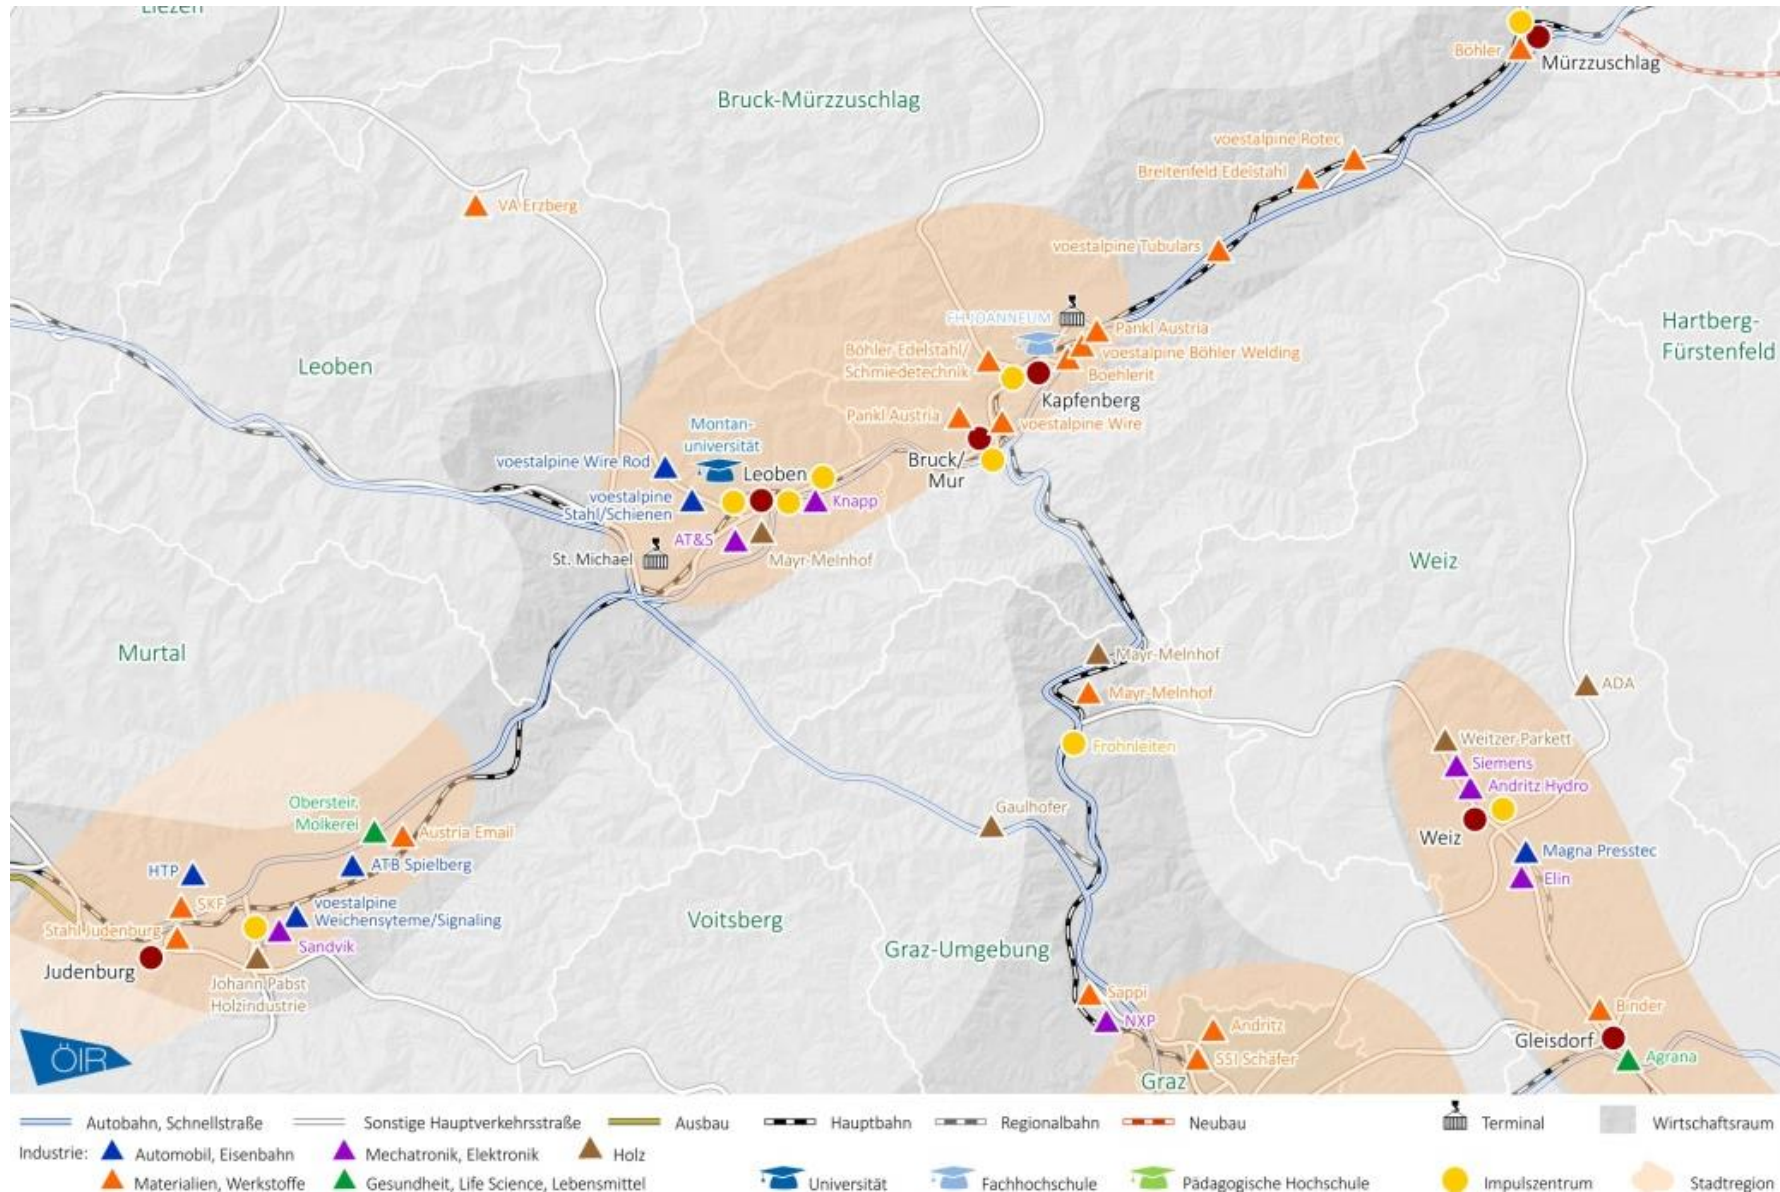 Liezen
Böhler
Mürzzuschlag
Bruck-Mürzzuschlag
voestalpine Rotec
Breitenfeld Edelstahl
VA Erzberg
voestalpine Tubulars
Hartberg-
Fürstenfeld
FH JOANNEUM
Pankl Austria
Böhler Edelstahl/
Schmiedetechnik
voestalpine Böhler Welding
Boehlerit
Leoben
Kapfenberg
Pankl Austria
voestalpine Wire
Montan-
universität
Bruck/
Mur
voestalpine Wire Rod
Leoben
voestalpine
Stahl/Schienen
Knapp
AT&S
St. Michael
Mayr-Melnhof
Weiz
Murtal
Mayr-Melnhof
ADA
Mayr-Melnhof
Frohnleiten
Weitzer Parkett
Siemens
Andritz Hydro
Obersteir.
Molkerei
Austria Email
Gaulhofer
Weiz
ATB Spielberg
Magna Presstec
HTP
Elin
SKF
voestalpine
Weichensyteme/Signaling
Stahl Judenburg
Sandvik
Voitsberg
Graz-Umgebung
Judenburg
Johann Pabst
Holzindustrie
Sappi
NXP
Andritz
Binder
SSI Schäfer
Gleisdorf
Agrana
Graz
ÖIR
Autobahn, Schnellstraße
Sonstige Hauptverkehrsstraße
Ausbau
Hauptbahn
Regionalbahn
Neubau
Terminal
Wirtschaftsraum
Industrie:
Automobil, Eisenbahn
Mechatronik, Elektronik
Holz
Materialien, Werkstoffe
Gesundheit, Life Science, Lebensmittel
Universität
Fachhochschule
Pädagogische Hochschule
Impulszentrum
Stadtregion